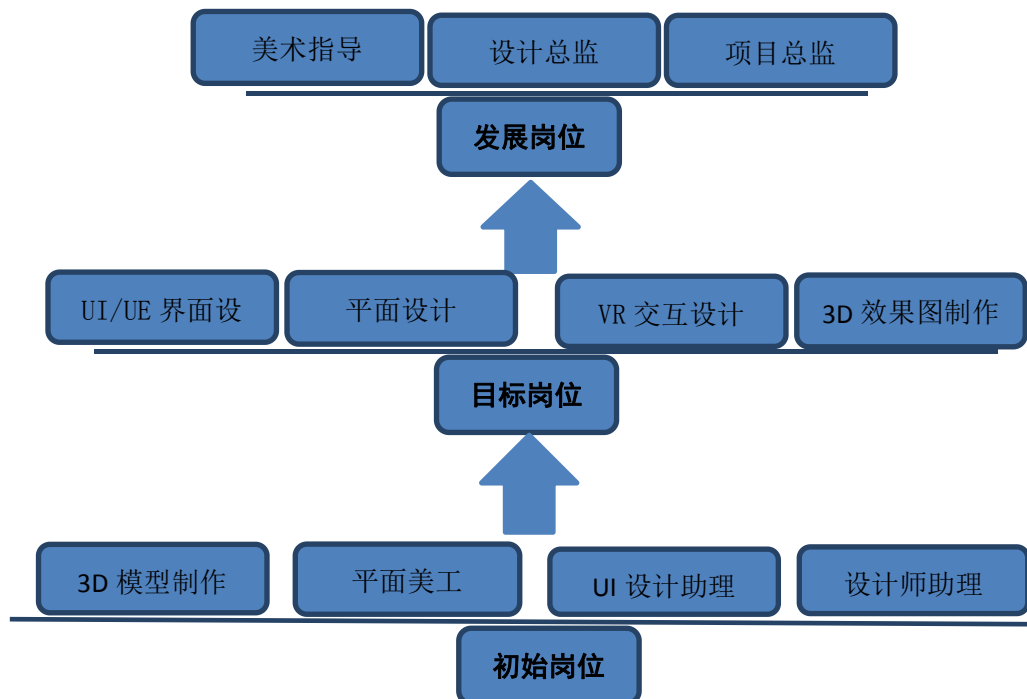 美术指导
设计总监
项目总监
发展岗位
UI/UE 界面设
平面设计
VR 交互设计
3D 效果图制作
目标岗位
3D 模型制作
平面美工
UI 设计助理
设计师助理
初始岗位